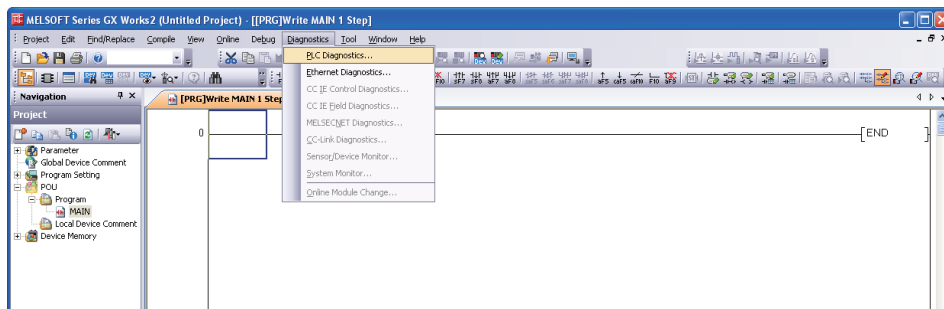 MELSOFT Series GX Works2 (Untitled Project) - [[PRG]Write MAIN 1 Step]
Project Edit Find/Replace Compile View Online Debug Diagnostics Tool Window Help
PLC Diagnostics...
Ethernet Diagnostics...
CC IE Control Diagnostics...
CC IE Field Diagnostics...
MELSECNET Diagnostics...
CC-Link Diagnostics...
Sensor/Device Monitor...
System Monitor...
Online Module Change...
Navigation
[PRG]Write MAIN 1 Step
Project
Parameter
Global Device Comment
Program Setting
POU
Program
MAIN
Local Device Comment
Device Memory
0
END